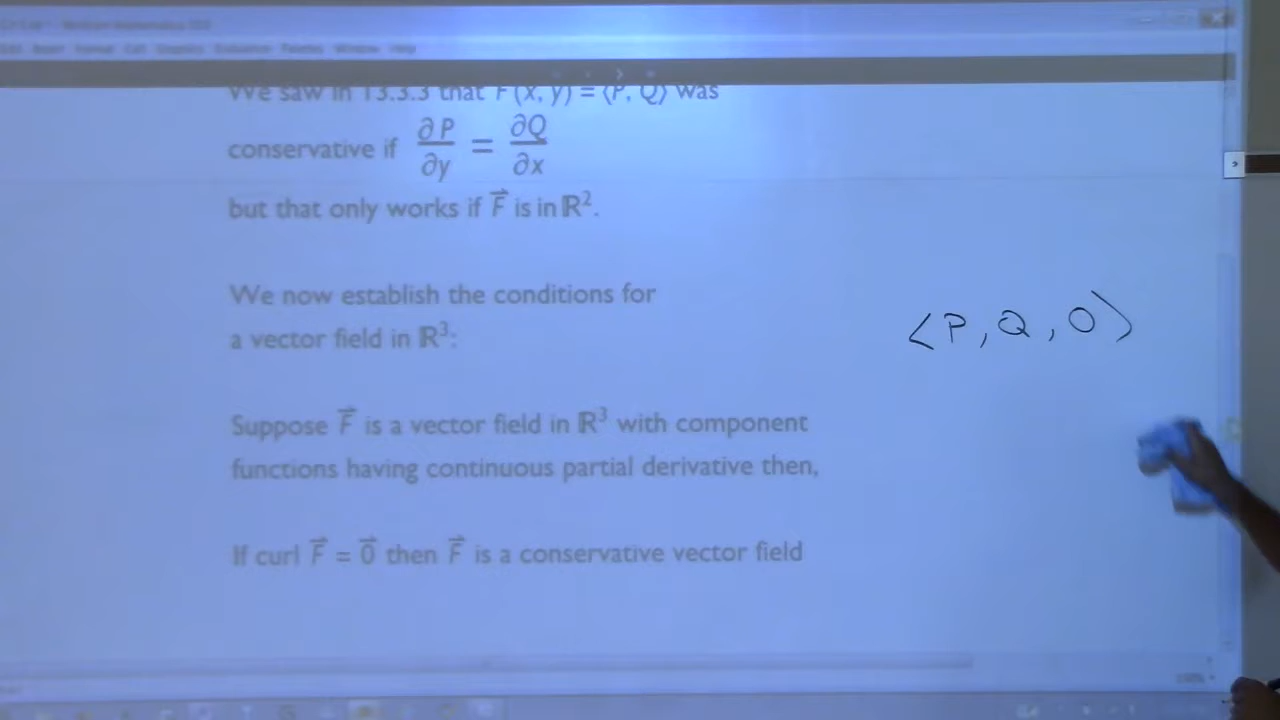 We saw in 13.3.3 that F(x, y) = ⟨P, Q⟩ was
conservative if ∂P/∂y = ∂Q/∂x
but that only works if F⃗ is in ℝ².
We now establish the conditions for
a vector field in ℝ³:
⟨P, Q, 0⟩
Suppose F⃗ is a vector field in ℝ³ with component
functions having continuous partial derivative then,
If curl F⃗ = 0⃗ then F⃗ is a conservative vector field